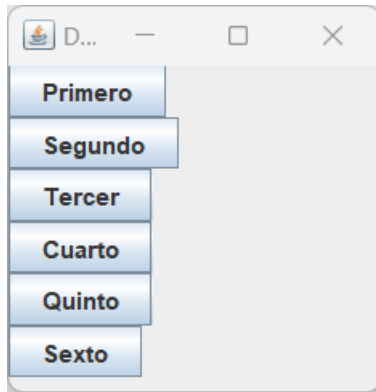 D...
Primero
Segundo
Tercer
Cuarto
Quinto
Sexto